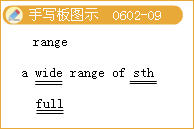 手写板图示 0602-09
range
a wide range of sth
full